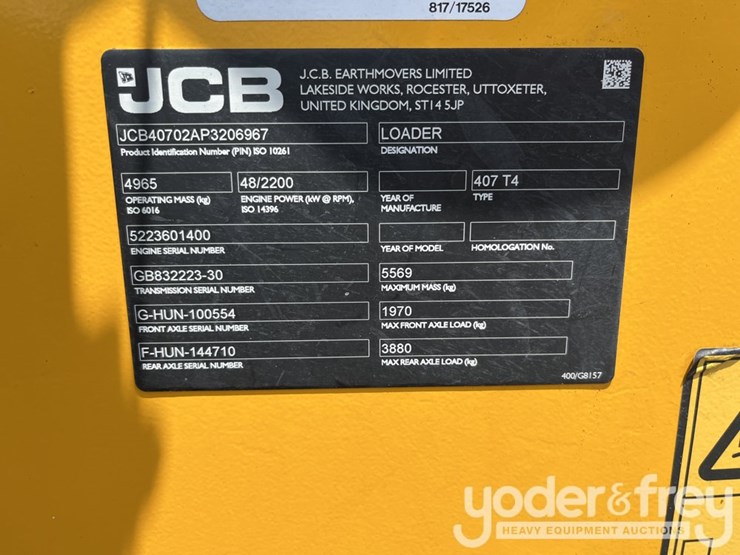 817/17526
JCB
J.C.B. EARTHMOVERS LIMITED
LAKESIDE WORKS, ROCESTER, UTTOXETER,
UNITED KINGDOM, ST14 5JP
JCB40702AP3206967
Product Identification Number (PIN) ISO 10261
LOADER
DESIGNATION
4965
OPERATING MASS (kg)
ISO 6016
48/2200
ENGINE POWER (kW @ RPM),
ISO 14396
YEAR OF
MANUFACTURE
407 T4
TYPE
5223601400
ENGINE SERIAL NUMBER
YEAR OF MODEL
HOMOLOGATION No.
GB832223-30
TRANSMISSION SERIAL NUMBER
5569
MAXIMUM MASS (kg)
G-HUN-100554
FRONT AXLE SERIAL NUMBER
1970
MAX FRONT AXLE LOAD (kg)
F-HUN-144710
REAR AXLE SERIAL NUMBER
3880
MAX REAR AXLE LOAD (kg)
400/G8157
yoder&frey
HEAVY EQUIPMENT AUCTIONS